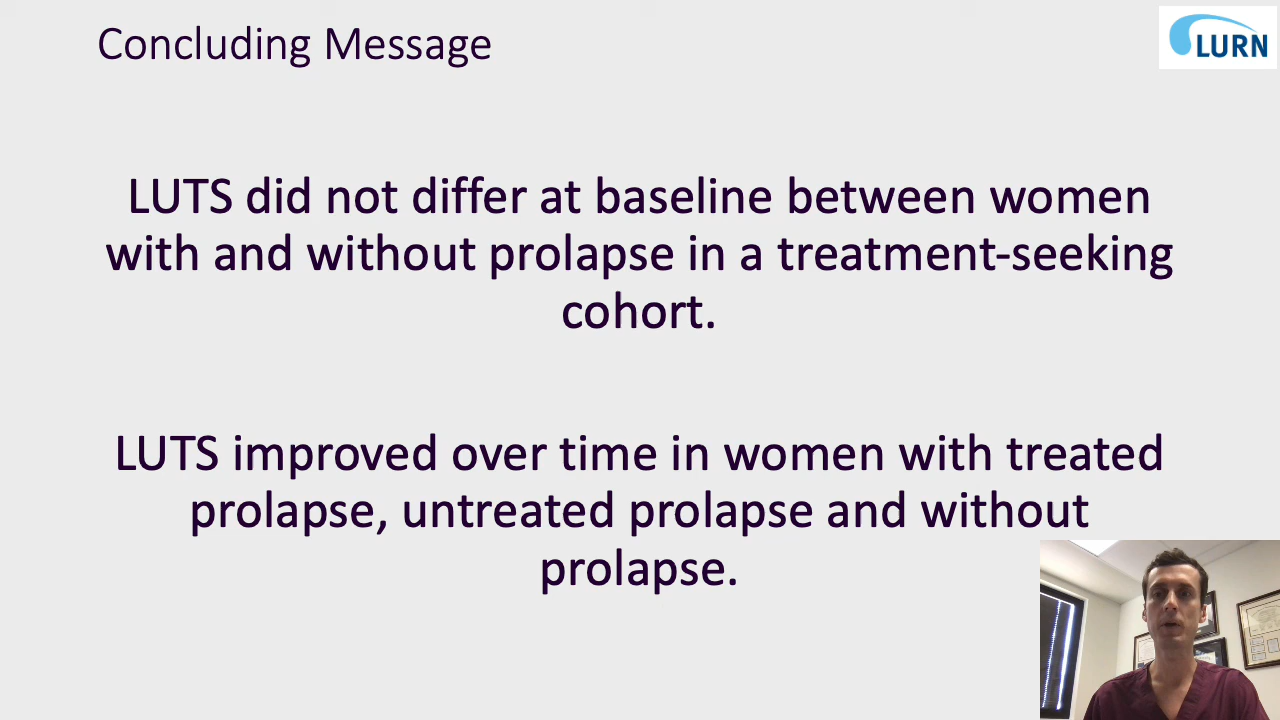 Concluding Message
LURN
LUTS did not differ at baseline between women
with and without prolapse in a treatment-seeking
cohort.
LUTS improved over time in women with treated
prolapse, untreated prolapse and without
prolapse.